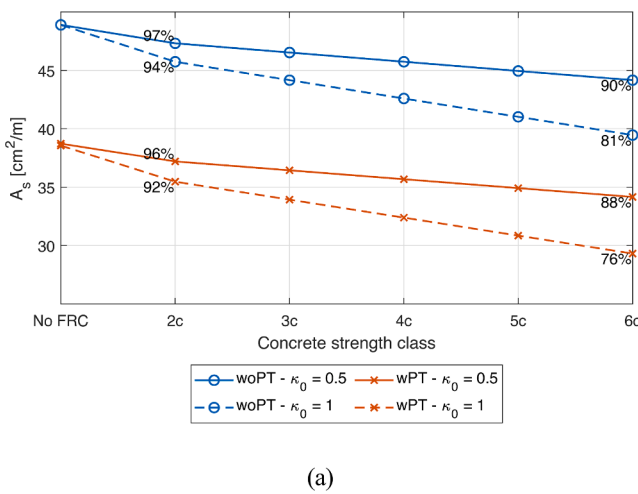 97%
94%
90%
81%
96%
92%
88%
76%
45
40
35
30
A_s [cm²/m]
No FRC 2c 3c 4c 5c 6c
Concrete strength class
woPT - κ₀ = 0.5 wPT - κ₀ = 0.5
woPT - κ₀ = 1 wPT - κ₀ = 1
(a)